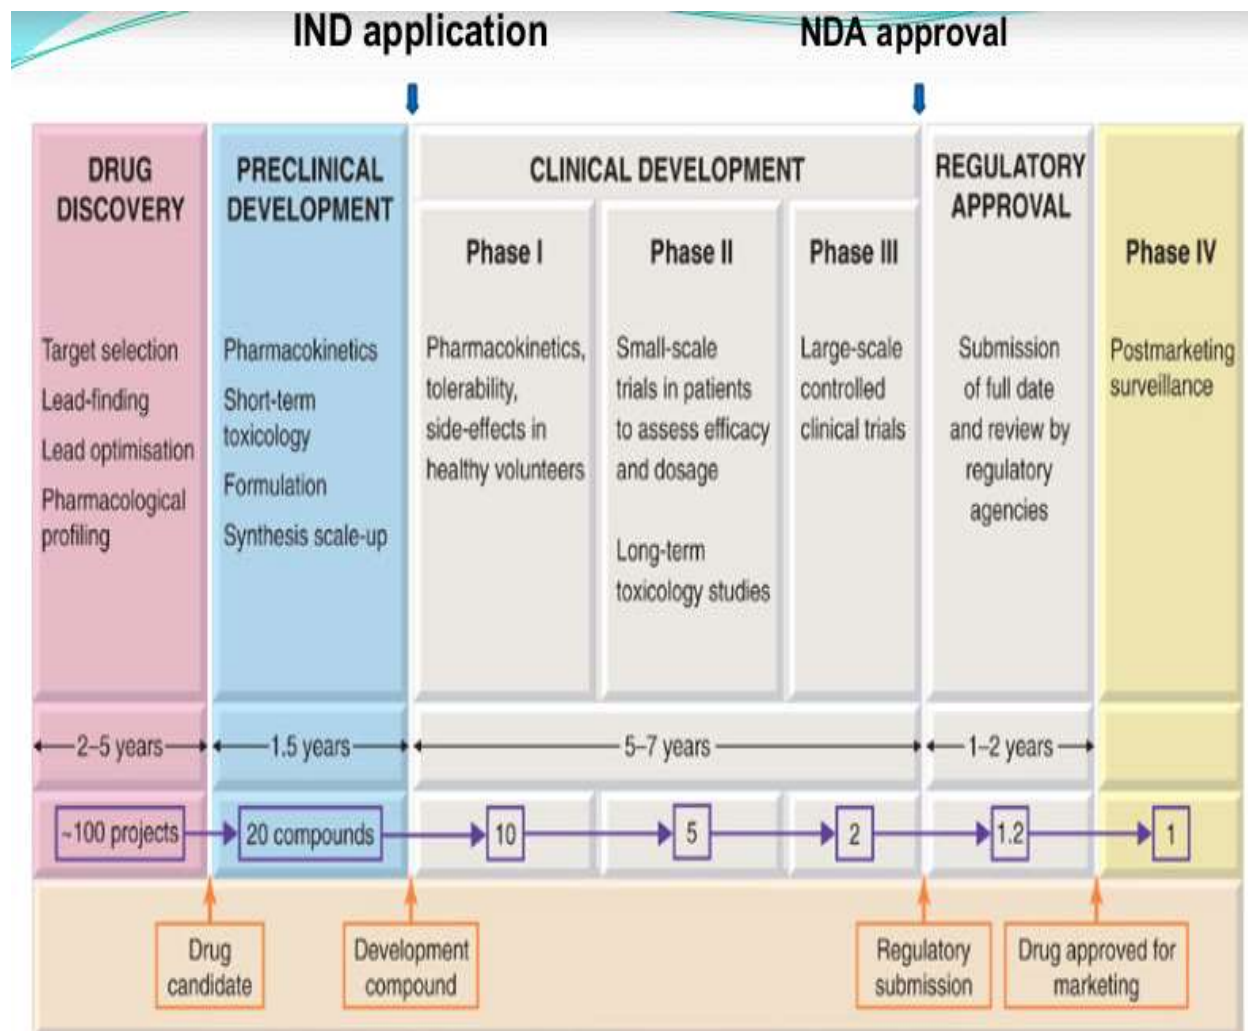 IND application
NDA approval
DRUG
DISCOVERY
PRECLINICAL
DEVELOPMENT
CLINICAL DEVELOPMENT
REGULATORY
APPROVAL
Phase I
Phase II
Phase III
Phase IV
Target selection
Lead-finding
Lead optimisation
Pharmacological
profiling
Pharmacokinetics
Short-term
toxicology
Formulation
Synthesis scale-up
Pharmacokinetics,
tolerability,
side-effects in
healthy volunteers
Small-scale
trials in patients
to assess efficacy
and dosage
Long-term
toxicology studies
Large-scale
controlled
clinical trials
Submission
of full date
and review by
regulatory
agencies
Postmarketing
surveillance
2–5 years
1.5 years
5–7 years
1–2 years
~100 projects
20 compounds
10
5
2
1.2
1
Drug
candidate
Development
compound
Regulatory
submission
Drug approved for
marketing